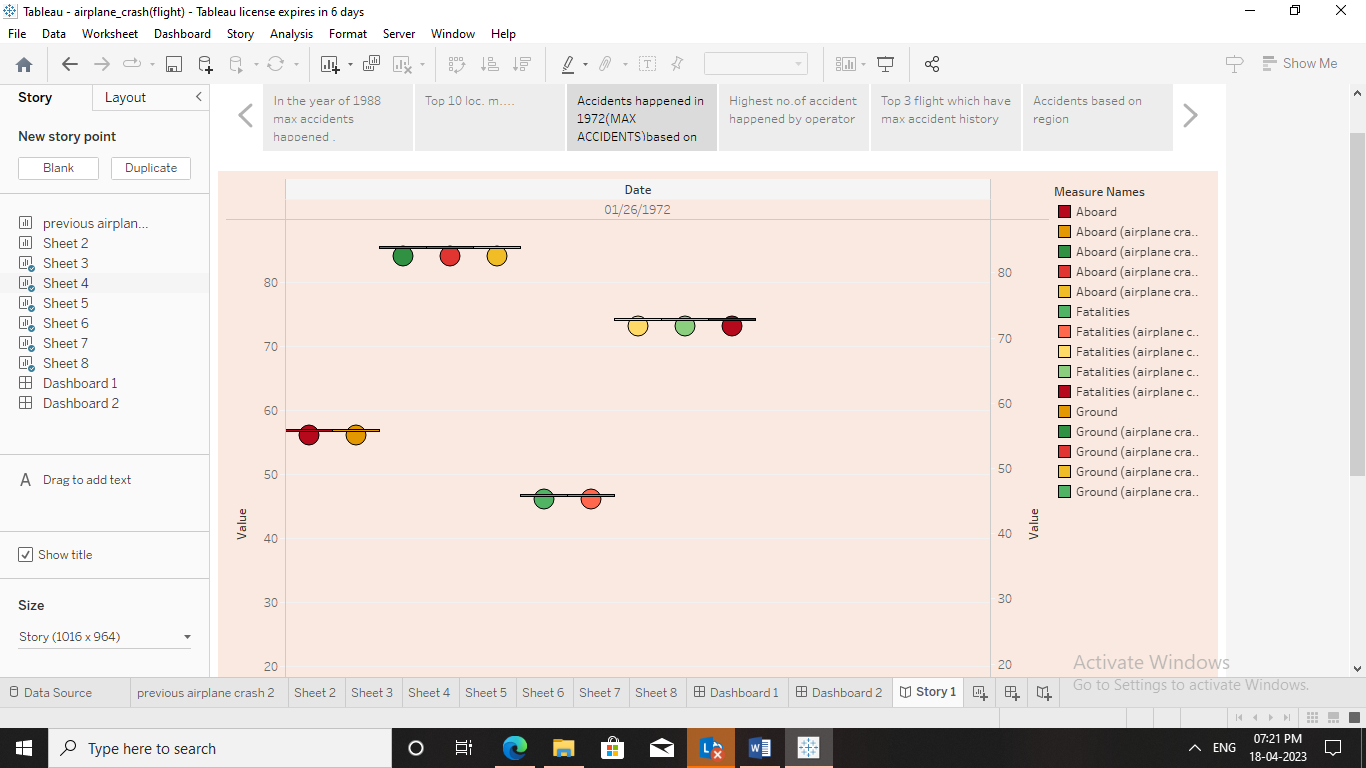 Tableau - airplane_crash(flight) - Tableau license expires in 6 days
File Data Worksheet Dashboard Story Analysis Format Server Window Help
Show Me
Story Layout
New story point
Blank Duplicate
previous airplan...
Sheet 2
Sheet 3
Sheet 4
Sheet 5
Sheet 6
Sheet 7
Sheet 8
Dashboard 1
Dashboard 2
A Drag to add text
Show title
Size
Story (1016 x 964)
In the year of 1988
max accidents
happened .
Top 10 loc. m....
Accidents happened in
1972(MAX
ACCIDENTS)based on
Highest no.of accident
happened by operator
Top 3 flight which have
max accident history
Accidents based on
region
Date
01/26/1972
80
70
60
50
40
30
20
Value
80
70
60
50
40
30
20
Value
Measure Names
Aboard
Aboard (airplane cra..
Aboard (airplane cra..
Aboard (airplane cra..
Aboard (airplane cra..
Fatalities
Fatalities (airplane c..
Fatalities (airplane c..
Fatalities (airplane c..
Fatalities (airplane c..
Ground
Ground (airplane cra..
Ground (airplane cra..
Ground (airplane cra..
Ground (airplane cra..
Activate Windows
Go to Settings to activate Windows.
Data Source previous airplane crash 2 Sheet 2 Sheet 3 Sheet 4 Sheet 5 Sheet 6 Sheet 7 Sheet 8 Dashboard 1 Dashboard 2 Story 1
Type here to search
ENG
07:21 PM
18-04-2023